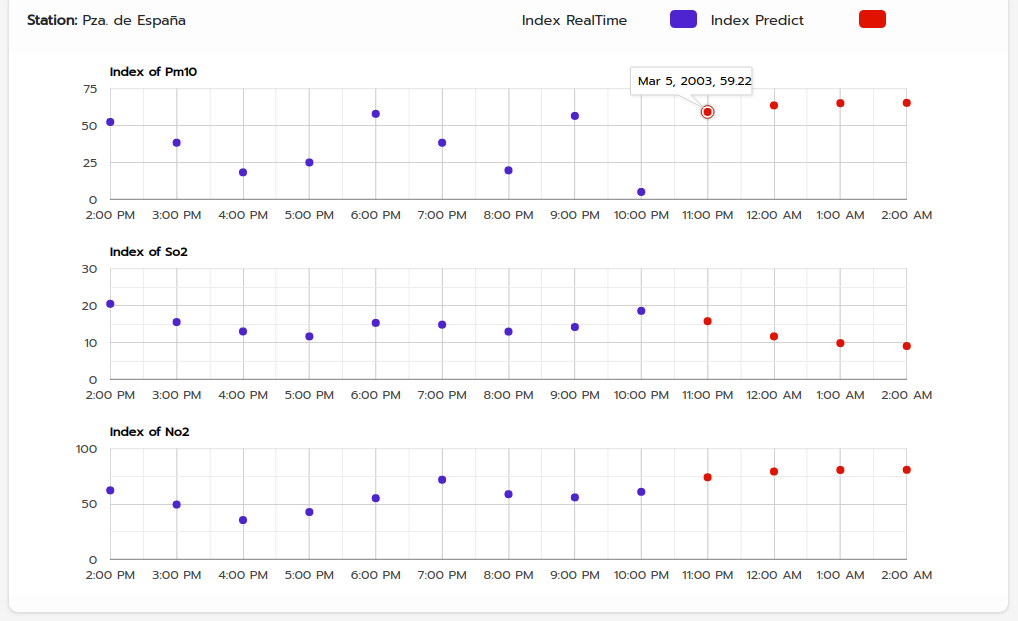 Station: Pza. de España Index RealTime Index Predict
Index of Pm10
Mar 5, 2003, 59.22
75
50
25
0
2:00 PM 3:00 PM 4:00 PM 5:00 PM 6:00 PM 7:00 PM 8:00 PM 9:00 PM 10:00 PM 11:00 PM 12:00 AM 1:00 AM 2:00 AM
Index of So2
30
20
10
0
2:00 PM 3:00 PM 4:00 PM 5:00 PM 6:00 PM 7:00 PM 8:00 PM 9:00 PM 10:00 PM 11:00 PM 12:00 AM 1:00 AM 2:00 AM
Index of No2
100
50
0
2:00 PM 3:00 PM 4:00 PM 5:00 PM 6:00 PM 7:00 PM 8:00 PM 9:00 PM 10:00 PM 11:00 PM 12:00 AM 1:00 AM 2:00 AM